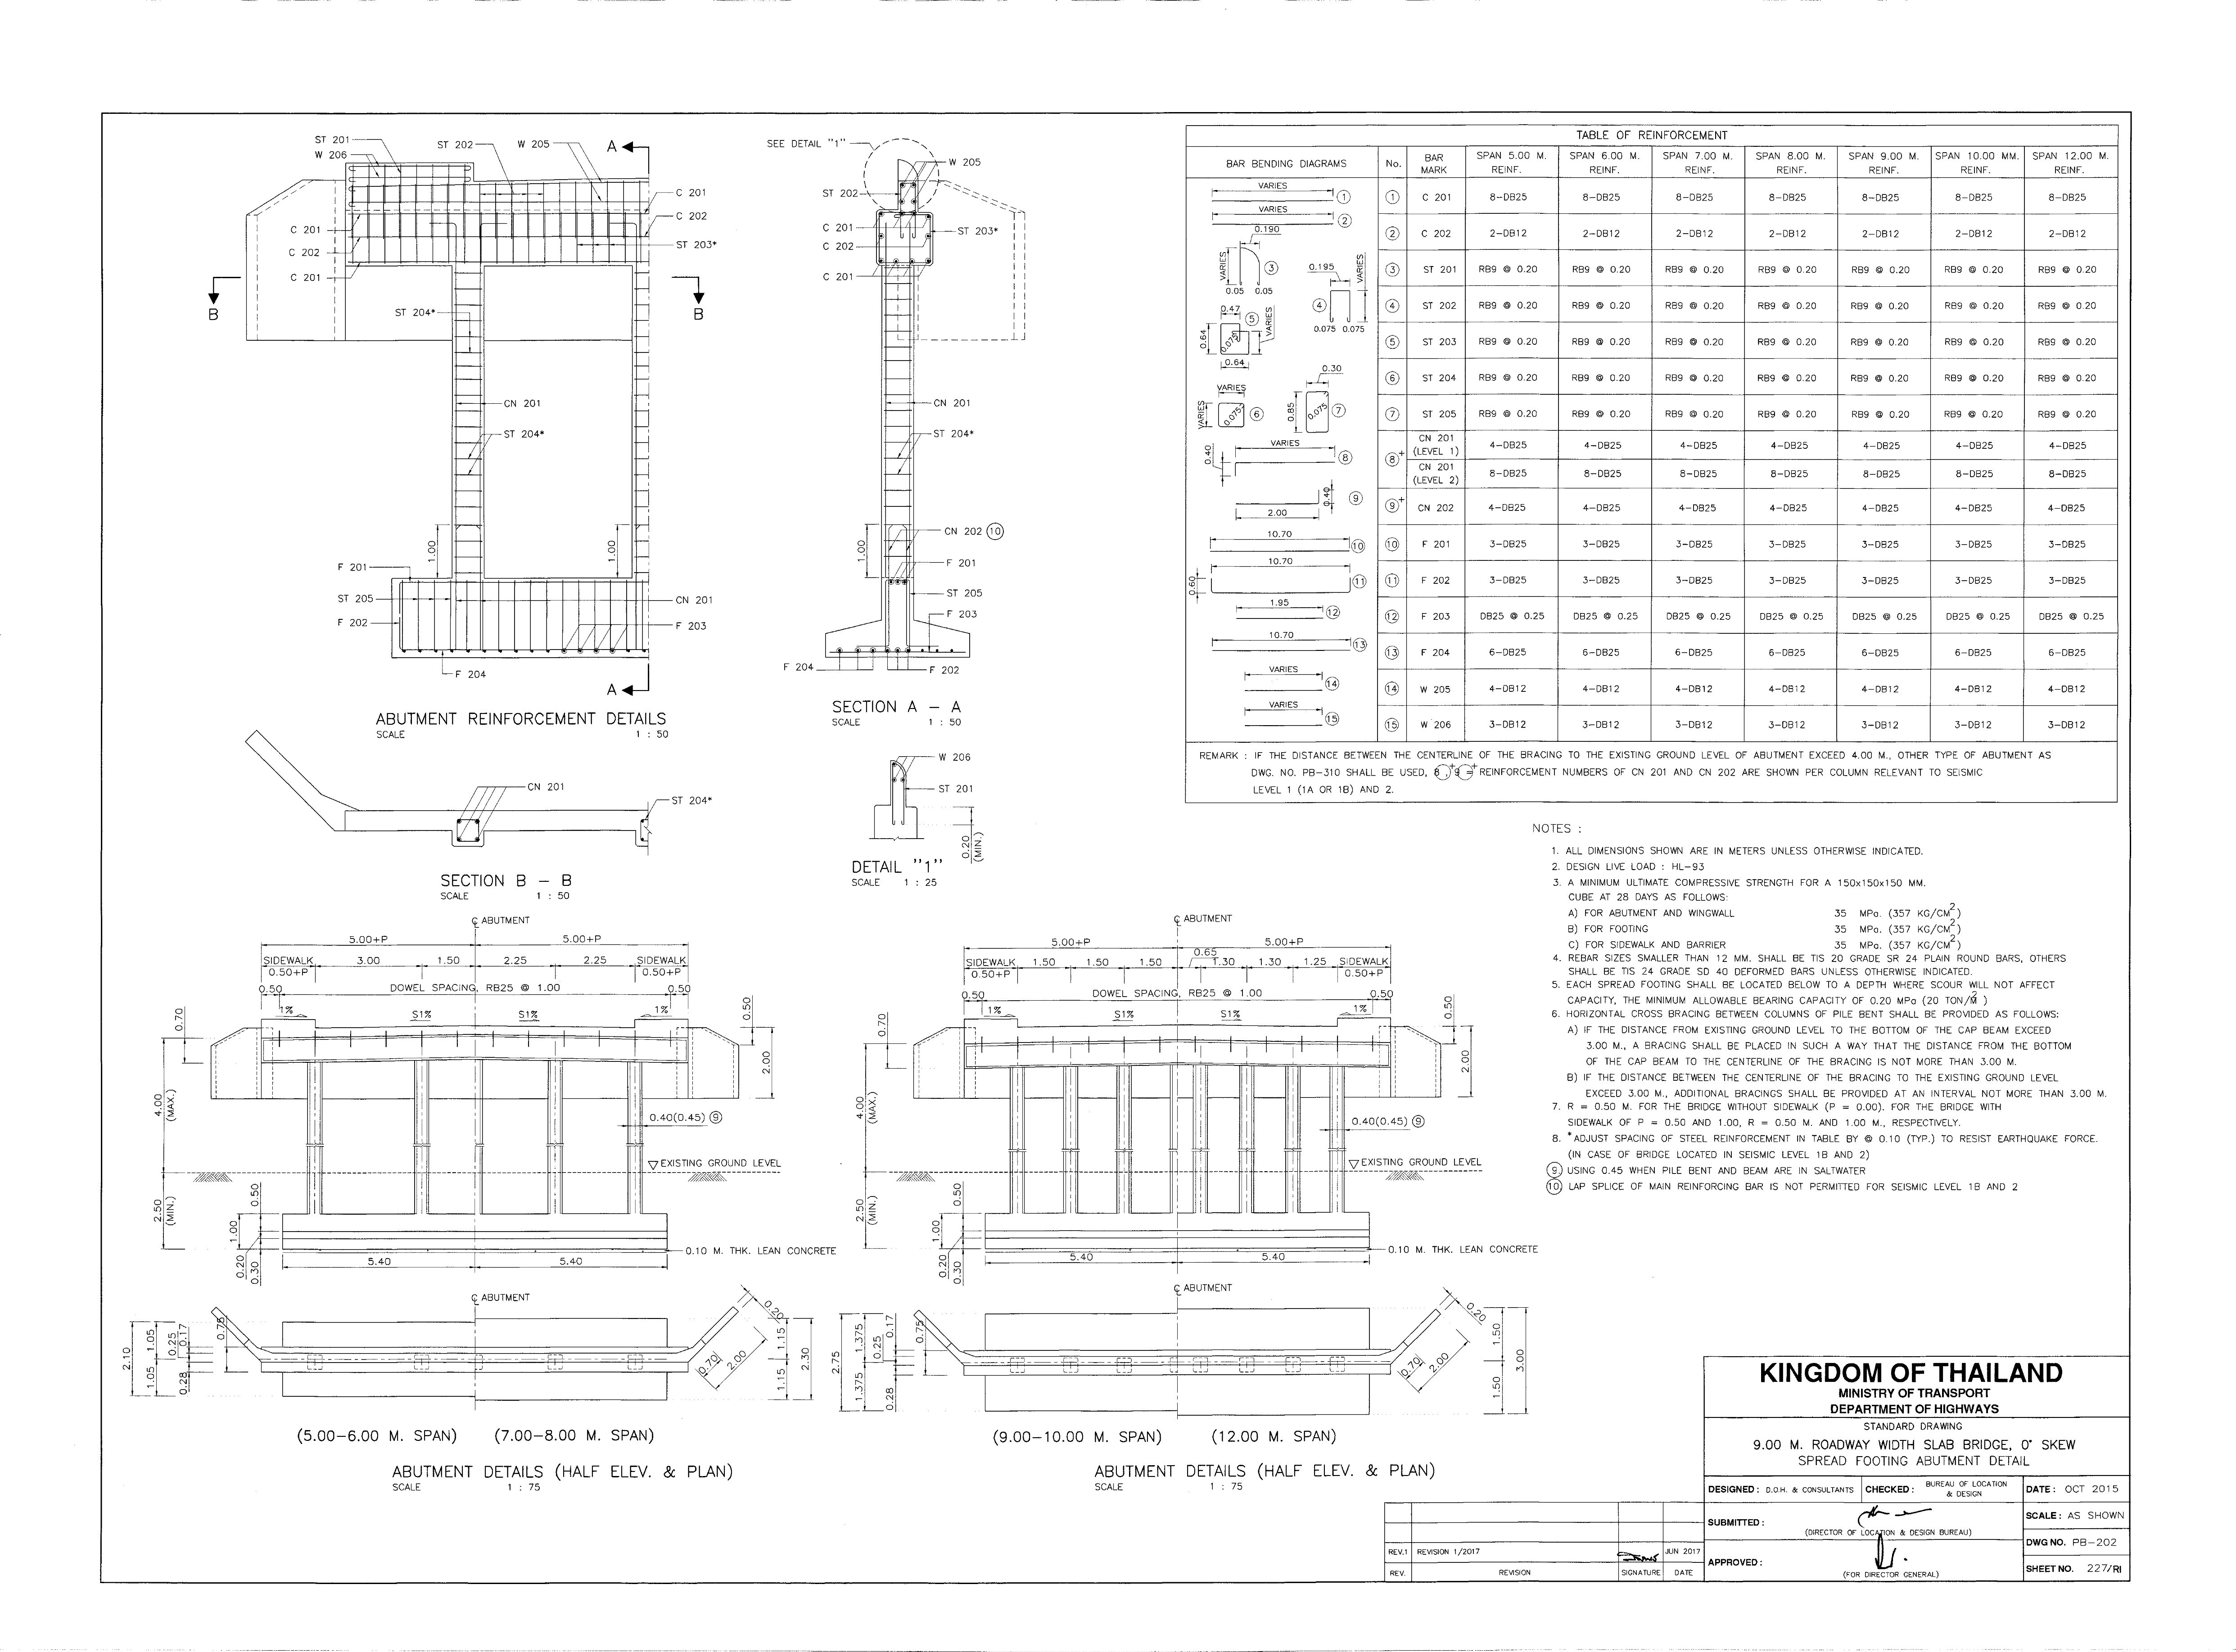 ST 201
W 206
ST 202
W 205
A
C 201
C 202
ST 203*
C 201
C 202
C 201
B
B
ST 204*
CN 201
ST 204*
1.00
1.00
F 201
ST 205
F 202
CN 201
F 203
F 204
A
ABUTMENT REINFORCEMENT DETAILS
SCALE 1 : 50
SEE DETAIL "1"
W 205
ST 202
C 201
C 202
C 201
ST 203*
CN 201
ST 204*
CN 202 10
1.00
F 201
ST 205
F 203
F 204
F 202
SECTION A – A
SCALE 1 : 50
CN 201
ST 204*
SECTION B – B
SCALE 1 : 50
W 206
ST 201
0.20
(MIN.)
DETAIL "1"
SCALE 1 : 25
TABLE OF REINFORCEMENT
BAR BENDING DIAGRAMS No. BAR MARK SPAN 5.00 M. REINF. SPAN 6.00 M. REINF. SPAN 7.00 M. REINF. SPAN 8.00 M. REINF. SPAN 9.00 M. REINF. SPAN 10.00 MM. REINF. SPAN 12.00 M. REINF.
VARIES 1
VARIES 2
0.190
VARIES 3
0.05 0.05
0.195
VARIES
4
0.075 0.075
0.47
5
0.64
0.075
VARIES
0.64
VARIES
VARIES
0.075 6
0.30
0.85
0.075 7
VARIES
0.40
8
0.40 9
2.00
10.70
10
10.70
0.60
11
1.95
12
10.70
13
VARIES
14
VARIES
15
1 C 201 8–DB25 8–DB25 8–DB25 8–DB25 8–DB25 8–DB25 8–DB25
2 C 202 2–DB12 2–DB12 2–DB12 2–DB12 2–DB12 2–DB12 2–DB12
3 ST 201 RB9 @ 0.20 RB9 @ 0.20 RB9 @ 0.20 RB9 @ 0.20 RB9 @ 0.20 RB9 @ 0.20 RB9 @ 0.20
4 ST 202 RB9 @ 0.20 RB9 @ 0.20 RB9 @ 0.20 RB9 @ 0.20 RB9 @ 0.20 RB9 @ 0.20 RB9 @ 0.20
5 ST 203 RB9 @ 0.20 RB9 @ 0.20 RB9 @ 0.20 RB9 @ 0.20 RB9 @ 0.20 RB9 @ 0.20 RB9 @ 0.20
6 ST 204 RB9 @ 0.20 RB9 @ 0.20 RB9 @ 0.20 RB9 @ 0.20 RB9 @ 0.20 RB9 @ 0.20 RB9 @ 0.20
7 ST 205 RB9 @ 0.20 RB9 @ 0.20 RB9 @ 0.20 RB9 @ 0.20 RB9 @ 0.20 RB9 @ 0.20 RB9 @ 0.20
8+ CN 201 (LEVEL 1) 4–DB25 4–DB25 4–DB25 4–DB25 4–DB25 4–DB25 4–DB25
CN 201 (LEVEL 2) 8–DB25 8–DB25 8–DB25 8–DB25 8–DB25 8–DB25 8–DB25
9+ CN 202 4–DB25 4–DB25 4–DB25 4–DB25 4–DB25 4–DB25 4–DB25
10 F 201 3–DB25 3–DB25 3–DB25 3–DB25 3–DB25 3–DB25 3–DB25
11 F 202 3–DB25 3–DB25 3–DB25 3–DB25 3–DB25 3–DB25 3–DB25
12 F 203 DB25 @ 0.25 DB25 @ 0.25 DB25 @ 0.25 DB25 @ 0.25 DB25 @ 0.25 DB25 @ 0.25 DB25 @ 0.25
13 F 204 6–DB25 6–DB25 6–DB25 6–DB25 6–DB25 6–DB25 6–DB25
14 W 205 4–DB12 4–DB12 4–DB12 4–DB12 4–DB12 4–DB12 4–DB12
15 W 206 3–DB12 3–DB12 3–DB12 3–DB12 3–DB12 3–DB12 3–DB12
REMARK : IF THE DISTANCE BETWEEN THE CENTERLINE OF THE BRACING TO THE EXISTING GROUND LEVEL OF ABUTMENT EXCEED 4.00 M., OTHER TYPE OF ABUTMENT AS
DWG. NO. PB–310 SHALL BE USED, 8+, 9+ = REINFORCEMENT NUMBERS OF CN 201 AND CN 202 ARE SHOWN PER COLUMN RELEVANT TO SEISMIC
LEVEL 1 (1A OR 1B) AND 2.
NOTES :
1. ALL DIMENSIONS SHOWN ARE IN METERS UNLESS OTHERWISE INDICATED.
2. DESIGN LIVE LOAD : HL–93
3. A MINIMUM ULTIMATE COMPRESSIVE STRENGTH FOR A 150x150x150 MM.
CUBE AT 28 DAYS AS FOLLOWS:
A) FOR ABUTMENT AND WINGWALL 35 MPa. (357 KG/CM2)
B) FOR FOOTING 35 MPa. (357 KG/CM2)
C) FOR SIDEWALK AND BARRIER 35 MPa. (357 KG/CM2)
4. REBAR SIZES SMALLER THAN 12 MM. SHALL BE TIS 20 GRADE SR 24 PLAIN ROUND BARS, OTHERS
SHALL BE TIS 24 GRADE SD 40 DEFORMED BARS UNLESS OTHERWISE INDICATED.
5. EACH SPREAD FOOTING SHALL BE LOCATED BELOW TO A DEPTH WHERE SCOUR WILL NOT AFFECT
CAPACITY, THE MINIMUM ALLOWABLE BEARING CAPACITY OF 0.20 MPa (20 TON/M2)
6. HORIZONTAL CROSS BRACING BETWEEN COLUMNS OF PILE BENT SHALL BE PROVIDED AS FOLLOWS:
A) IF THE DISTANCE FROM EXISTING GROUND LEVEL TO THE BOTTOM OF THE CAP BEAM EXCEED
3.00 M., A BRACING SHALL BE PLACED IN SUCH A WAY THAT THE DISTANCE FROM THE BOTTOM
OF THE CAP BEAM TO THE CENTERLINE OF THE BRACING IS NOT MORE THAN 3.00 M.
B) IF THE DISTANCE BETWEEN THE CENTERLINE OF THE BRACING TO THE EXISTING GROUND LEVEL
EXCEED 3.00 M., ADDITIONAL BRACINGS SHALL BE PROVIDED AT AN INTERVAL NOT MORE THAN 3.00 M.
7. R = 0.50 M. FOR THE BRIDGE WITHOUT SIDEWALK (P = 0.00). FOR THE BRIDGE WITH
SIDEWALK OF P = 0.50 AND 1.00, R = 0.50 M. AND 1.00 M., RESPECTIVELY.
8. *ADJUST SPACING OF STEEL REINFORCEMENT IN TABLE BY @ 0.10 (TYP.) TO RESIST EARTHQUAKE FORCE.
(IN CASE OF BRIDGE LOCATED IN SEISMIC LEVEL 1B AND 2)
9 USING 0.45 WHEN PILE BENT AND BEAM ARE IN SALTWATER
10 LAP SPLICE OF MAIN REINFORCING BAR IS NOT PERMITTED FOR SEISMIC LEVEL 1B AND 2
℄ ABUTMENT
5.00+P 5.00+P
SIDEWALK 3.00 1.50 2.25 2.25 SIDEWALK
0.50+P 0.50+P
0.50 DOWEL SPACING, RB25 @ 1.00 0.50
1% S1% S1% 1%
0.70
0.50
2.00
4.00
(MAX.)
0.40(0.45) 9
EXISTING GROUND LEVEL
2.50
(MIN.)
0.50
1.00
0.20
0.30
0.10 M. THK. LEAN CONCRETE
5.40 5.40
℄ ABUTMENT
2.10
1.05
1.05
0.25
0.17
0.28
0.75
0.20
0.70
2.00
1.15
1.15
2.30
(5.00–6.00 M. SPAN) (7.00–8.00 M. SPAN)
ABUTMENT DETAILS (HALF ELEV. & PLAN)
SCALE 1 : 75
℄ ABUTMENT
5.00+P 5.00+P
0.65
SIDEWALK 1.50 1.50 1.50 1.30 1.30 1.25 SIDEWALK
0.50+P 0.50+P
0.50 DOWEL SPACING, RB25 @ 1.00 0.50
1% S1% S1% 1%
0.70
0.50
2.00
4.00
(MAX.)
0.40(0.45) 9
EXISTING GROUND LEVEL
2.50
(MIN.)
0.50
1.00
0.20
0.30
0.10 M. THK. LEAN CONCRETE
5.40 5.40
℄ ABUTMENT
2.75
1.375
1.375
0.25
0.17
0.28
0.75
0.20
0.70
2.00
1.50
1.50
3.00
(9.00–10.00 M. SPAN) (12.00 M. SPAN)
ABUTMENT DETAILS (HALF ELEV. & PLAN)
SCALE 1 : 75
KINGDOM OF THAILAND
MINISTRY OF TRANSPORT
DEPARTMENT OF HIGHWAYS
STANDARD DRAWING
9.00 M. ROADWAY WIDTH SLAB BRIDGE, 0° SKEW
SPREAD FOOTING ABUTMENT DETAIL
DESIGNED : D.O.H. & CONSULTANTS CHECKED : BUREAU OF LOCATION & DESIGN DATE : OCT 2015
SUBMITTED :
(DIRECTOR OF LOCATION & DESIGN BUREAU)
SCALE : AS SHOWN
DWG NO. PB–202
APPROVED :
(FOR DIRECTOR GENERAL)
SHEET NO. 227/R1
REV.1 REVISION 1/2017 JUN 2017
REV. REVISION SIGNATURE DATE